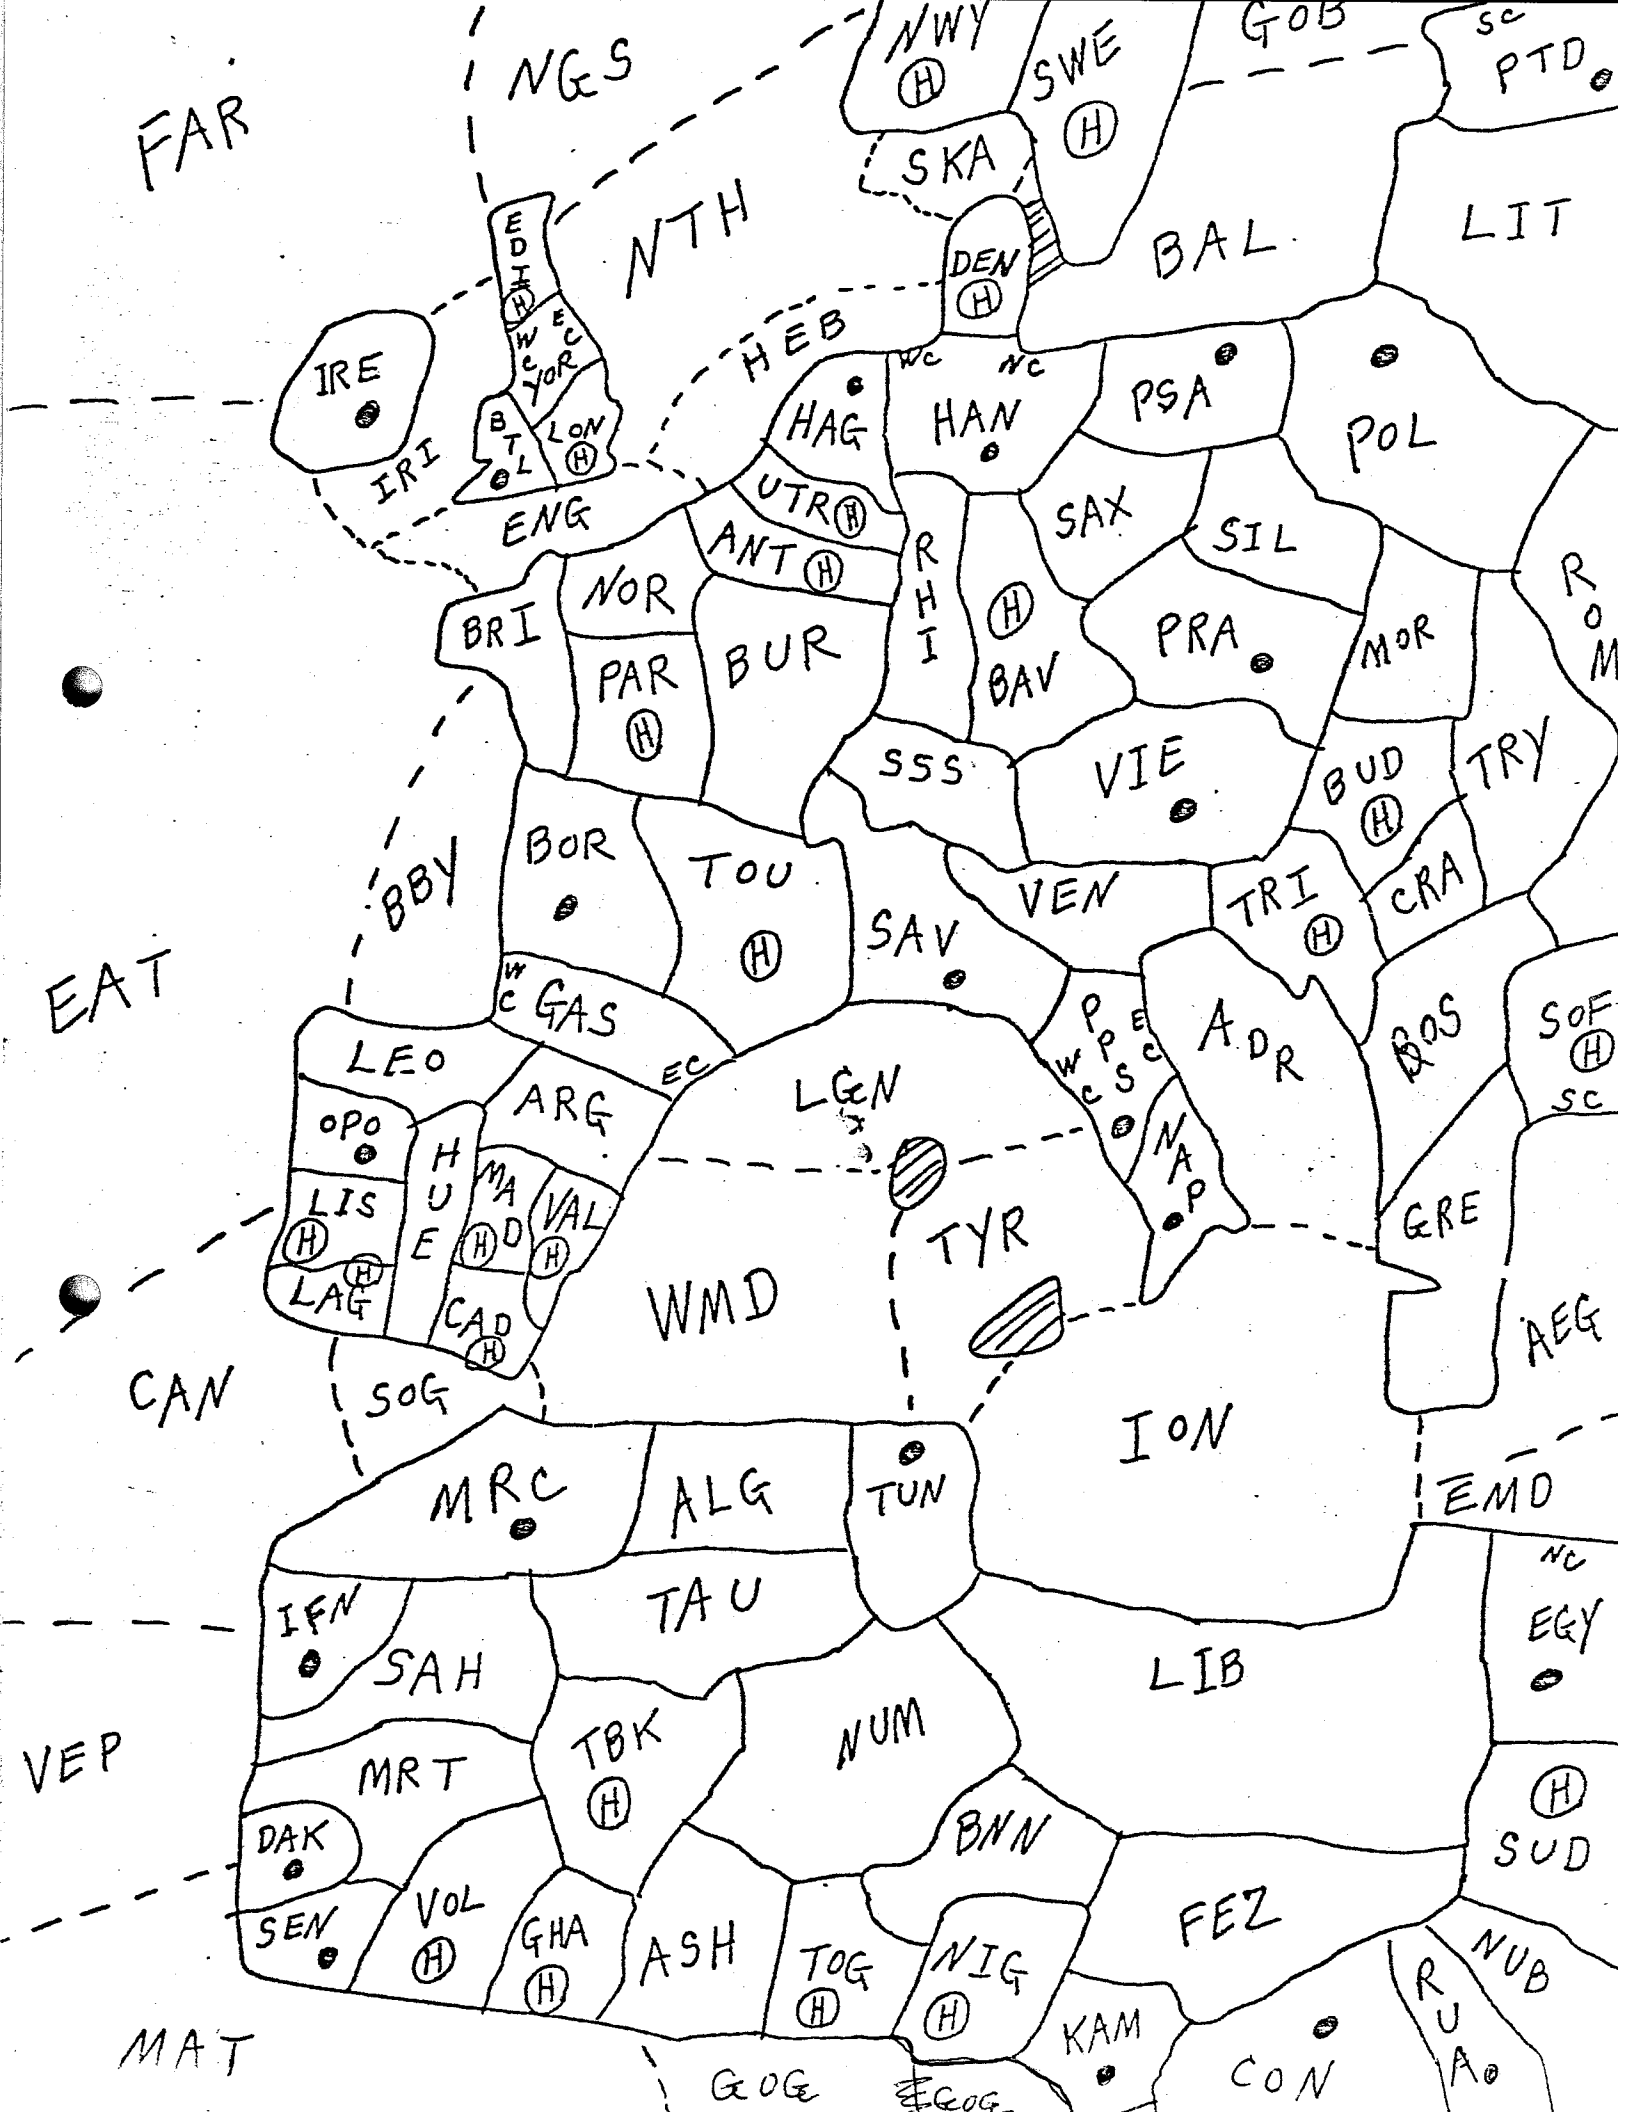 NWY
H
GOB
SC
PTD
NGS
SWE
H
FAR
SKA
NTH
LIT
BAL
EDI
H
DEN
H
HEB
WC
EC
YOR
IRE
WC
NC
HAG
HAN
PSA
POL
BTL
LON
H
IRI
ENG
UTR H
SAX
SIL
ANT H
RHI
NOR
H
BRI
BUR
PRA
MOR
ROM
PAR
H
BAV
SSS
VIE
BUD
H
TRY
BOR
TOU
H
BBY
VEN
TRI
H
CRA
SAV
EAT
WC
GAS
EC
PPS
WC
EC
ADR
BOS
SOF
H
SC
LEO
LGN
ARG
OPO
HUE
MAD
H
NAP
LIS
H
VAL
H
GRE
TYR
LAG
H
CAD
H
WMD
AEG
CAN
SOG
ION
MRC
ALG
TUN
EMD
NC
EGY
IFN
TAU
SAH
LIB
VEP
MRT
TBK
H
NUM
H
SUD
DAK
BNN
SEN
VOL
H
GHA
H
ASH
TOG
H
NIG
H
FEZ
NUB
RUA
KAM
CON
MAT
GOG
EGOG